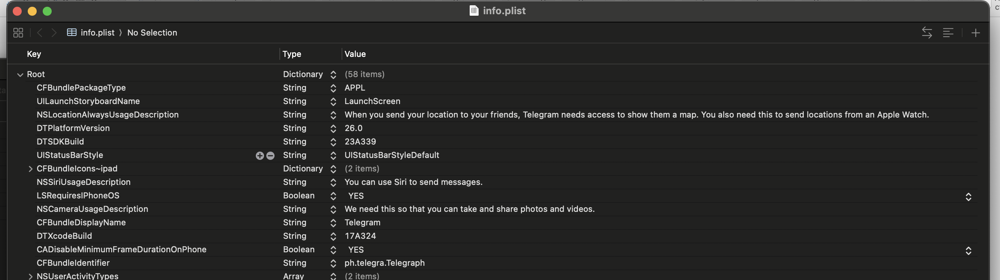 info.plist
info.plist 〉 No Selection
Key Type Value
Root Dictionary (58 items)
CFBundlePackageType String APPL
UILaunchStoryboardName String LaunchScreen
NSLocationAlwaysUsageDescription String When you send your location to your friends, Telegram needs access to show them a map. You also need this to send locations from an Apple Watch.
DTPlatformVersion String 26.0
DTSDKBuild String 23A339
UIStatusBarStyle String UIStatusBarStyleDefault
CFBundleIcons~ipad Dictionary (2 items)
NSSiriUsageDescription String You can use Siri to send messages.
LSRequiresIPhoneOS Boolean YES
NSCameraUsageDescription String We need this so that you can take and share photos and videos.
CFBundleDisplayName String Telegram
DTXcodeBuild String 17A324
CADisableMinimumFrameDurationOnPhone Boolean YES
CFBundleIdentifier String ph.telegra.Telegraph
NSUserActivityTypes Array (2 items)